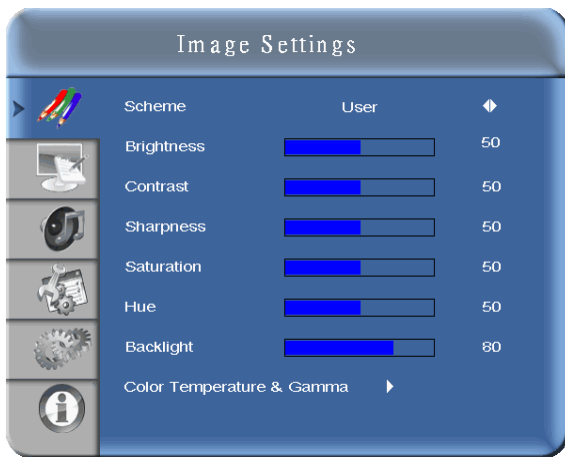 Image Settings
Scheme User
Brightness 50
Contrast 50
Sharpness 50
Saturation 50
Hue 50
Backlight 80
Color Temperature & Gamma